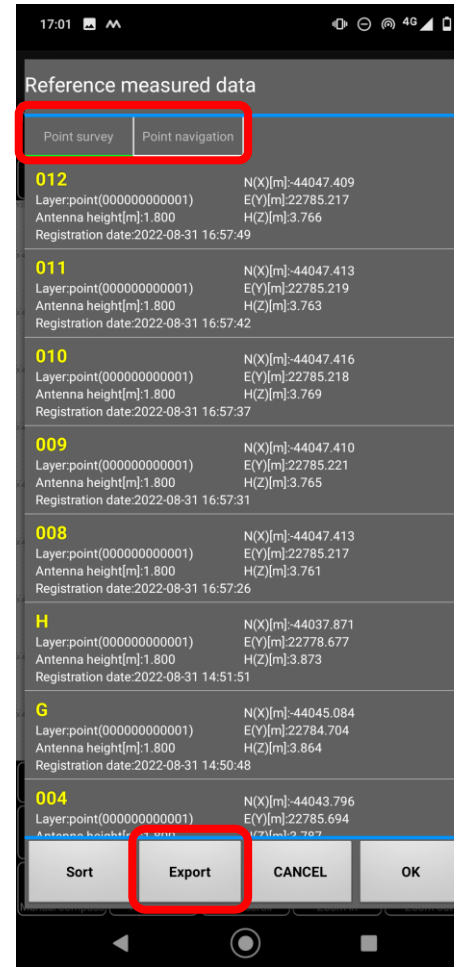 17:01 4G
Reference measured data
Point survey Point navigation
012
N(X)[m]:-44047.409
Layer:point(000000000001) E(Y)[m]:22785.217
Antenna height[m]:1.800 H(Z)[m]:3.766
Registration date:2022-08-31 16:57:49
011
N(X)[m]:-44047.413
Layer:point(000000000001) E(Y)[m]:22785.219
Antenna height[m]:1.800 H(Z)[m]:3.763
Registration date:2022-08-31 16:57:42
010
N(X)[m]:-44047.416
Layer:point(000000000001) E(Y)[m]:22785.218
Antenna height[m]:1.800 H(Z)[m]:3.769
Registration date:2022-08-31 16:57:37
009
N(X)[m]:-44047.410
Layer:point(000000000001) E(Y)[m]:22785.221
Antenna height[m]:1.800 H(Z)[m]:3.765
Registration date:2022-08-31 16:57:31
008
N(X)[m]:-44047.413
Layer:point(000000000001) E(Y)[m]:22785.217
Antenna height[m]:1.800 H(Z)[m]:3.761
Registration date:2022-08-31 16:57:26
H
N(X)[m]:-44037.871
Layer:point(000000000001) E(Y)[m]:22778.677
Antenna height[m]:1.800 H(Z)[m]:3.873
Registration date:2022-08-31 14:51:51
G
N(X)[m]:-44045.084
Layer:point(000000000001) E(Y)[m]:22784.704
Antenna height[m]:1.800 H(Z)[m]:3.864
Registration date:2022-08-31 14:50:48
004
N(X)[m]:-44043.796
Layer:point(000000000001) E(Y)[m]:22785.694
Antenna height[m]:1.800 H(Z)[m]:3.787
Sort Export CANCEL OK